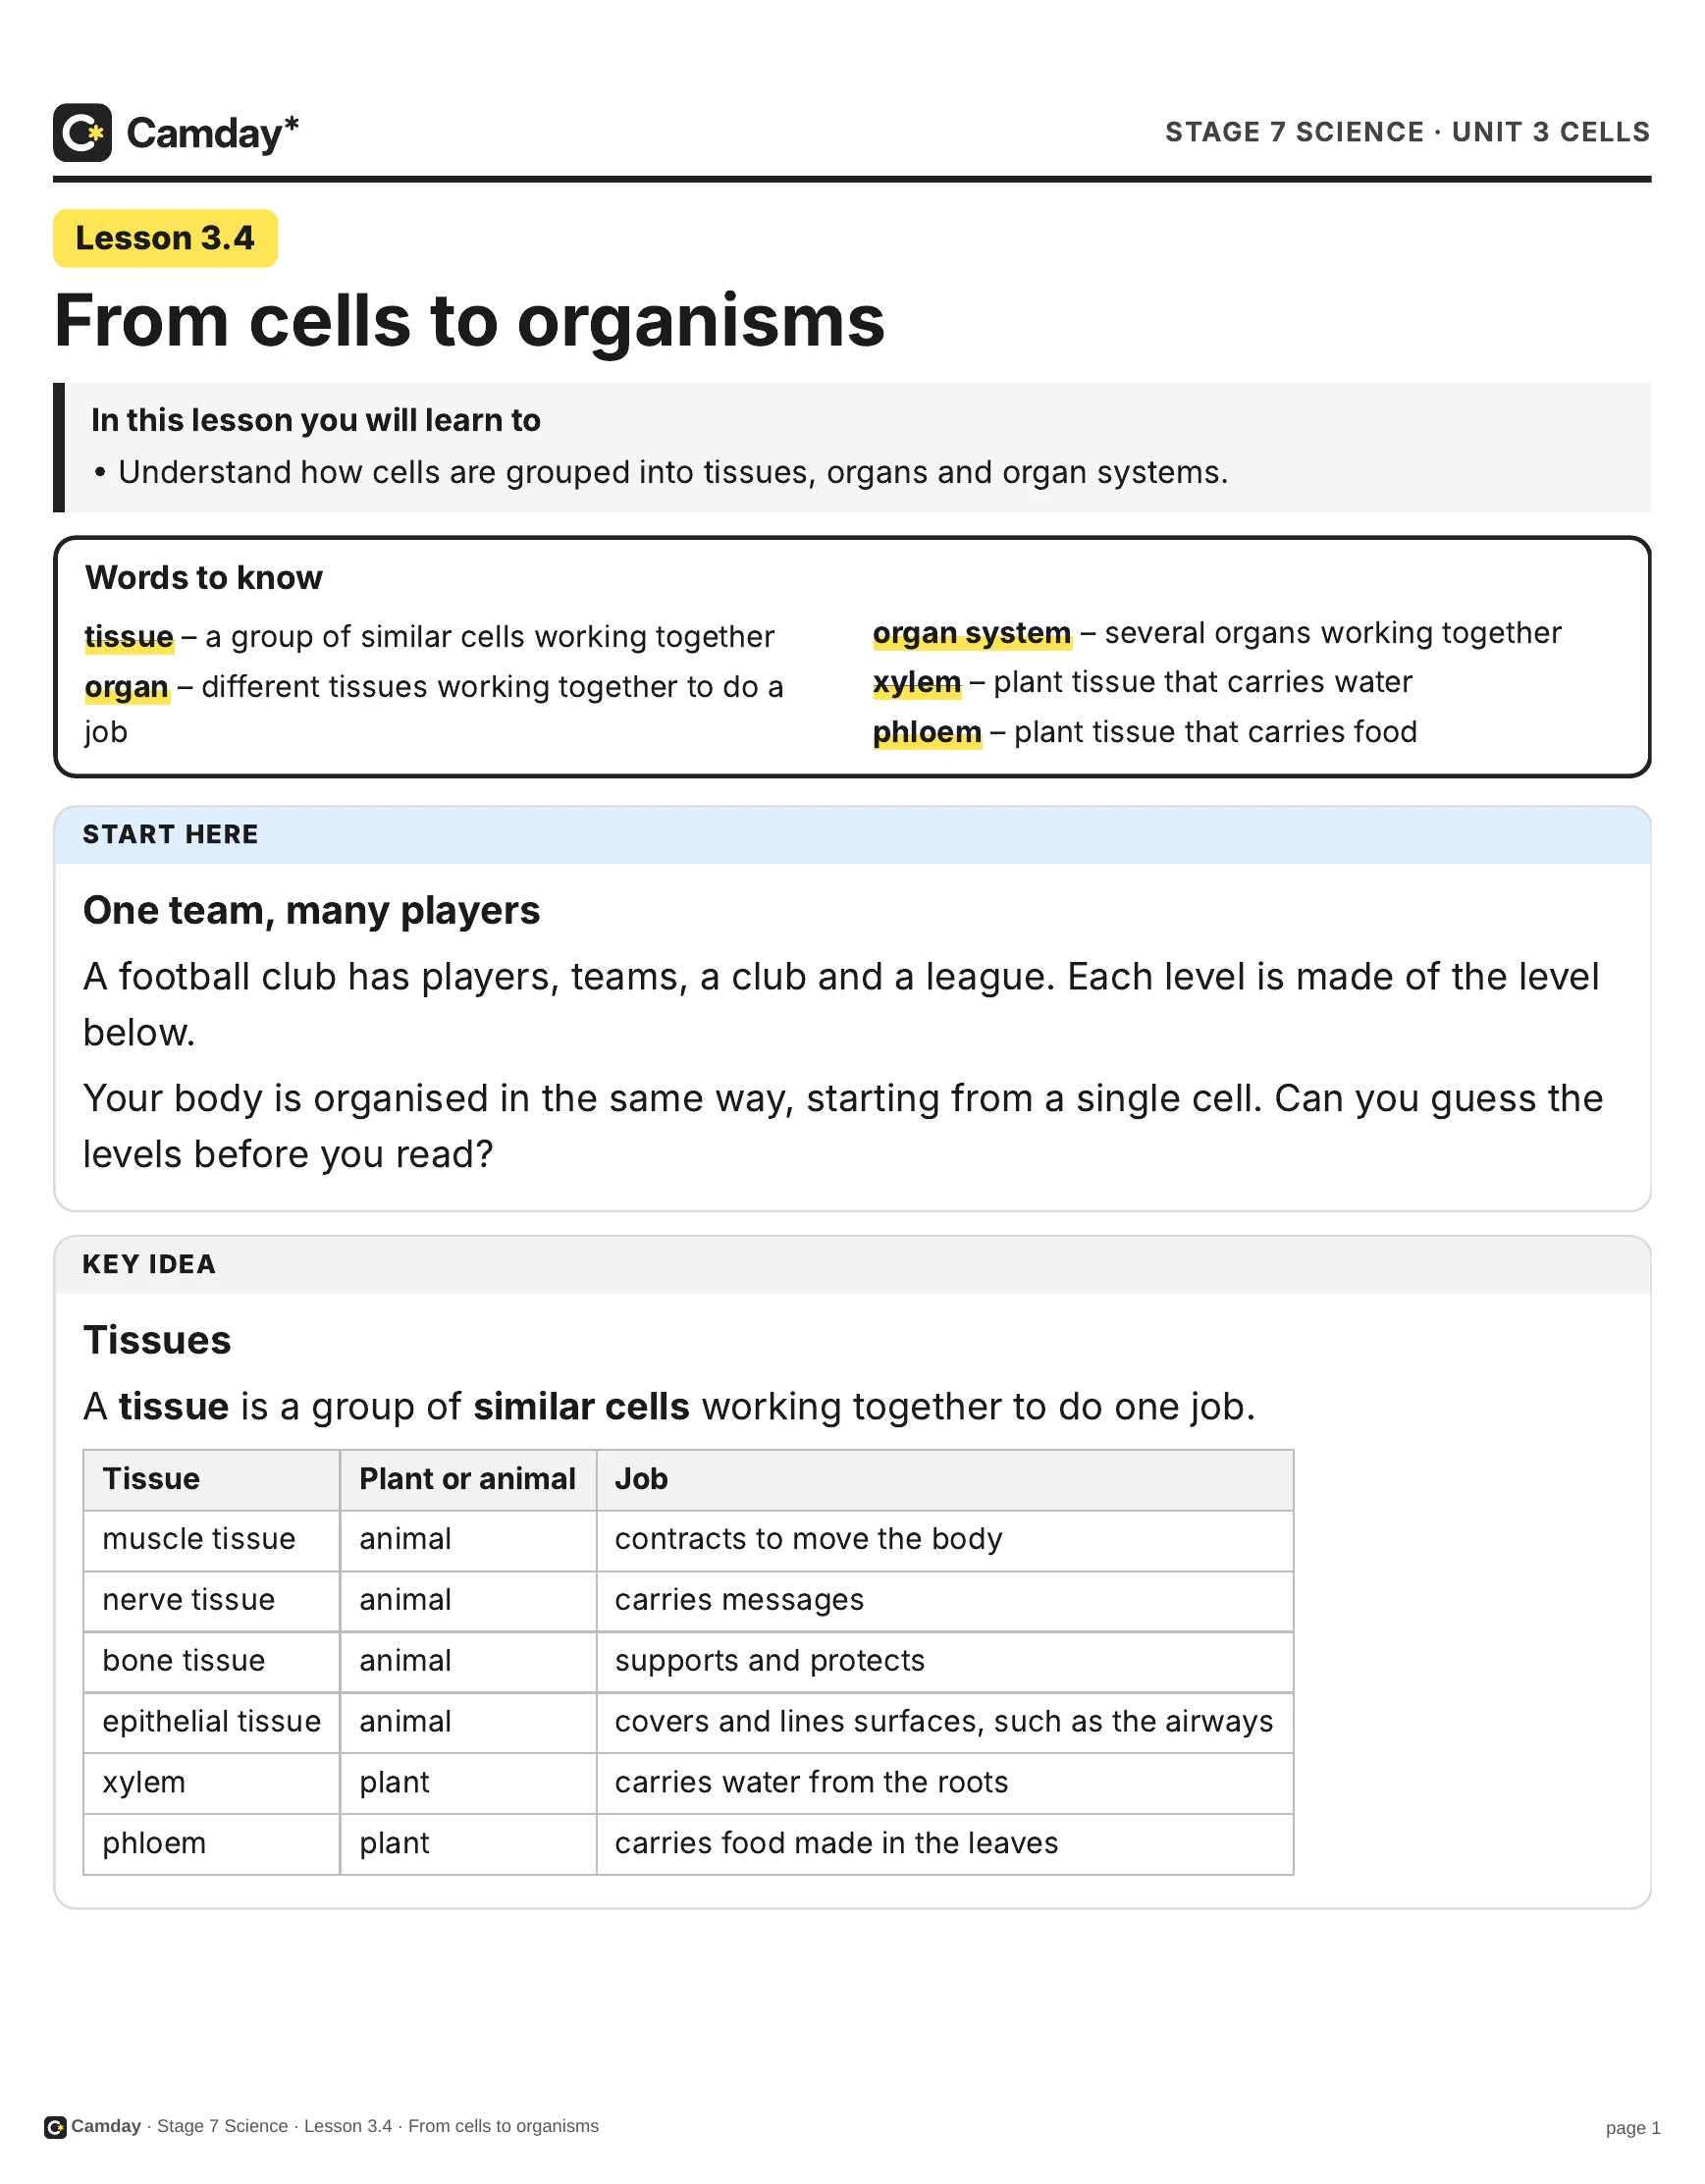 Camday*
STAGE 7 SCIENCE · UNIT 3 CELLS
Lesson 3.4
From cells to organisms
In this lesson you will learn to
• Understand how cells are grouped into tissues, organs and organ systems.
Words to know
tissue – a group of similar cells working together
organ – different tissues working together to do a
job
organ system – several organs working together
xylem – plant tissue that carries water
phloem – plant tissue that carries food
START HERE
One team, many players
A football club has players, teams, a club and a league. Each level is made of the level
below.
Your body is organised in the same way, starting from a single cell. Can you guess the
levels before you read?
KEY IDEA
Tissues
A tissue is a group of similar cells working together to do one job.
Tissue Plant or animal Job
muscle tissue animal contracts to move the body
nerve tissue animal carries messages
bone tissue animal supports and protects
epithelial tissue animal covers and lines surfaces, such as the airways
xylem plant carries water from the roots
phloem plant carries food made in the leaves
Camday · Stage 7 Science · Lesson 3.4 · From cells to organisms
page 1